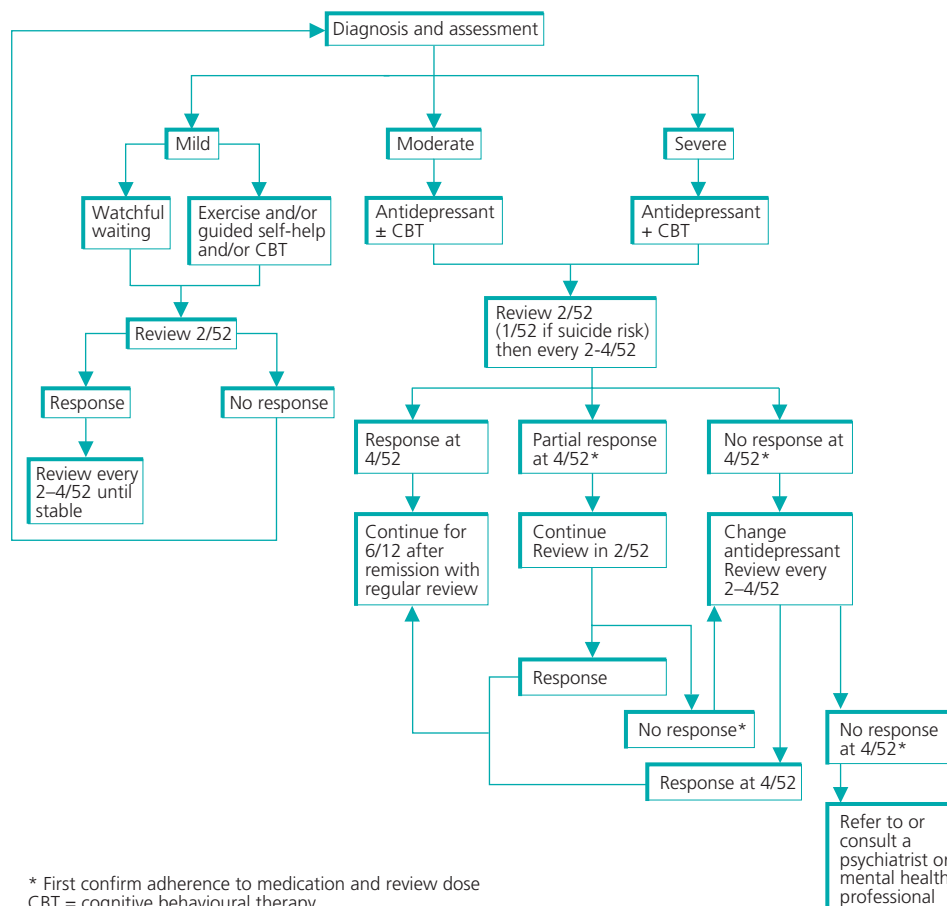 Diagnosis and assessment
Mild
Moderate
Severe
Watchful
waiting
Exercise and/or
guided self-help
and/or CBT
Antidepressant
± CBT
Antidepressant
+ CBT
Review 2/52
Review 2/52
(1/52 if suicide risk)
then every 2-4/52
Response
No response
Response at
4/52
Partial response
at 4/52*
No response at
4/52*
Review every
2–4/52 until
stable
Continue for
6/12 after
remission with
regular review
Continue
Review in 2/52
Change
antidepressant
Review every
2–4/52
Response
No response*
No response
at 4/52*
Response at 4/52
Refer to or
consult a
psychiatrist or
mental health
professional
* First confirm adherence to medication and review dose
CBT = cognitive behavioural therapy